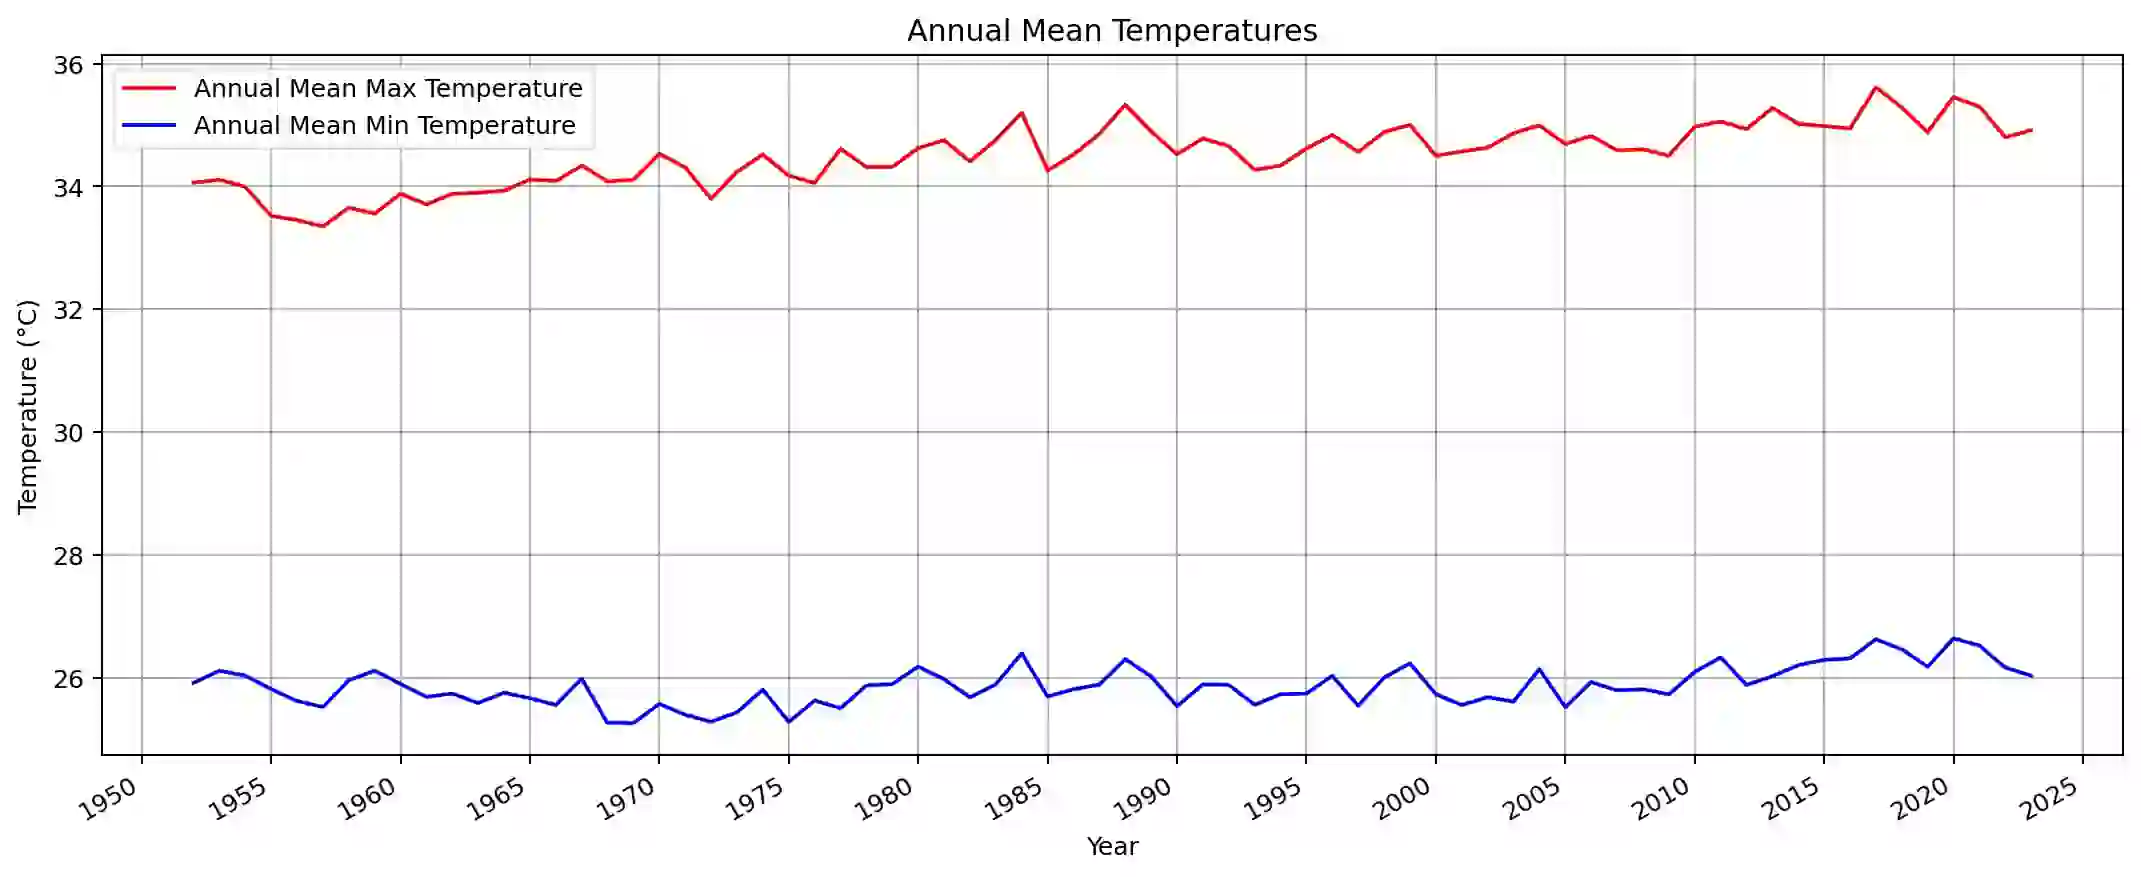 Annual Mean Temperatures
Annual Mean Max Temperature
Annual Mean Min Temperature
Temperature (°C)
36
34
32
30
28
26
1950 1955 1960 1965 1970 1975 1980 1985 1990 1995 2000 2005 2010 2015 2020 2025
Year